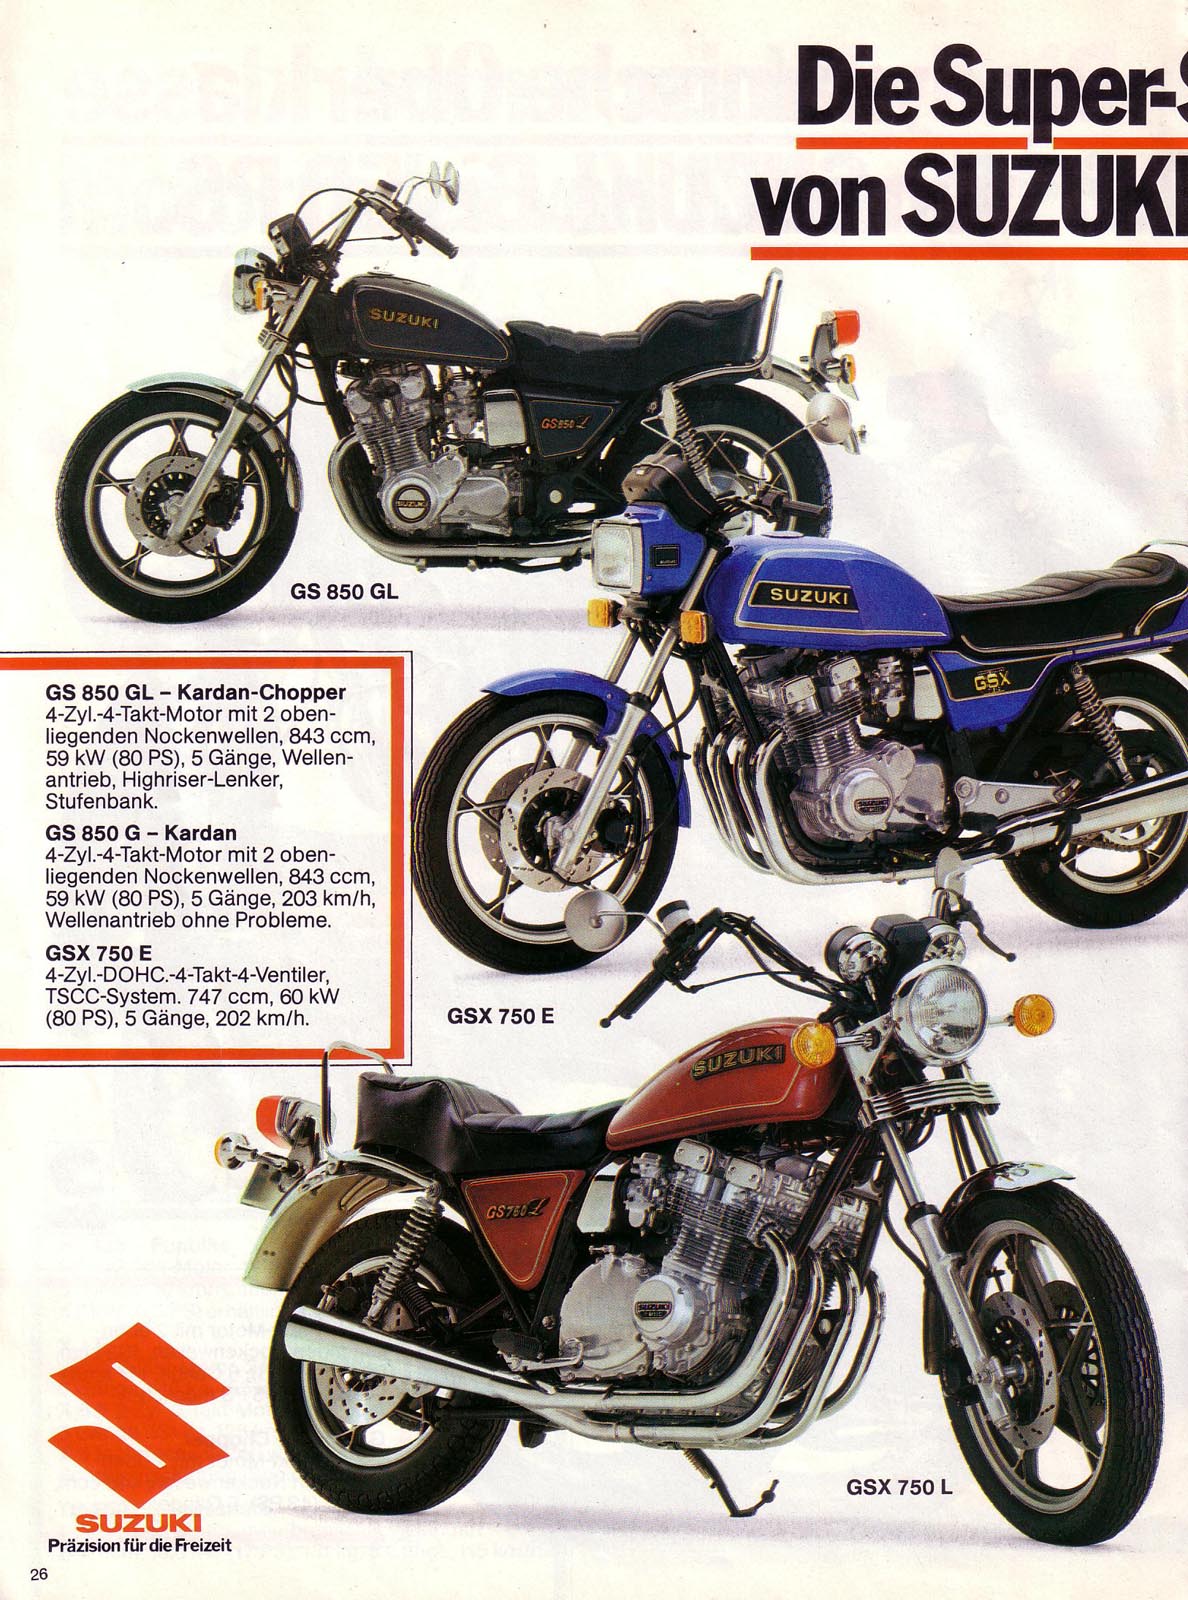 Die Super-S
von SUZUKI
SUZUKI
GS850L
SUZUKI
GS 850 GL
SUZUKI
SUZUKI
GSX
SUZUKI
GS 850 GL – Kardan-Chopper
4-Zyl.-4-Takt-Motor mit 2 oben-
liegenden Nockenwellen, 843 ccm,
59 kW (80 PS), 5 Gänge, Wellen-
antrieb, Highriser-Lenker,
Stufenbank.
GS 850 G – Kardan
4-Zyl.-4-Takt-Motor mit 2 oben-
liegenden Nockenwellen, 843 ccm,
59 kW (80 PS), 5 Gänge, 203 km/h,
Wellenantrieb ohne Probleme.
GSX 750 E
4-Zyl.-DOHC.-4-Takt-4-Ventiler,
TSCC-System. 747 ccm, 60 kW
(80 PS), 5 Gänge, 202 km/h.
GSX 750 E
SUZUKI
GS750L
SUZUKI
GSX 750 L
SUZUKI
Präzision für die Freizeit
26